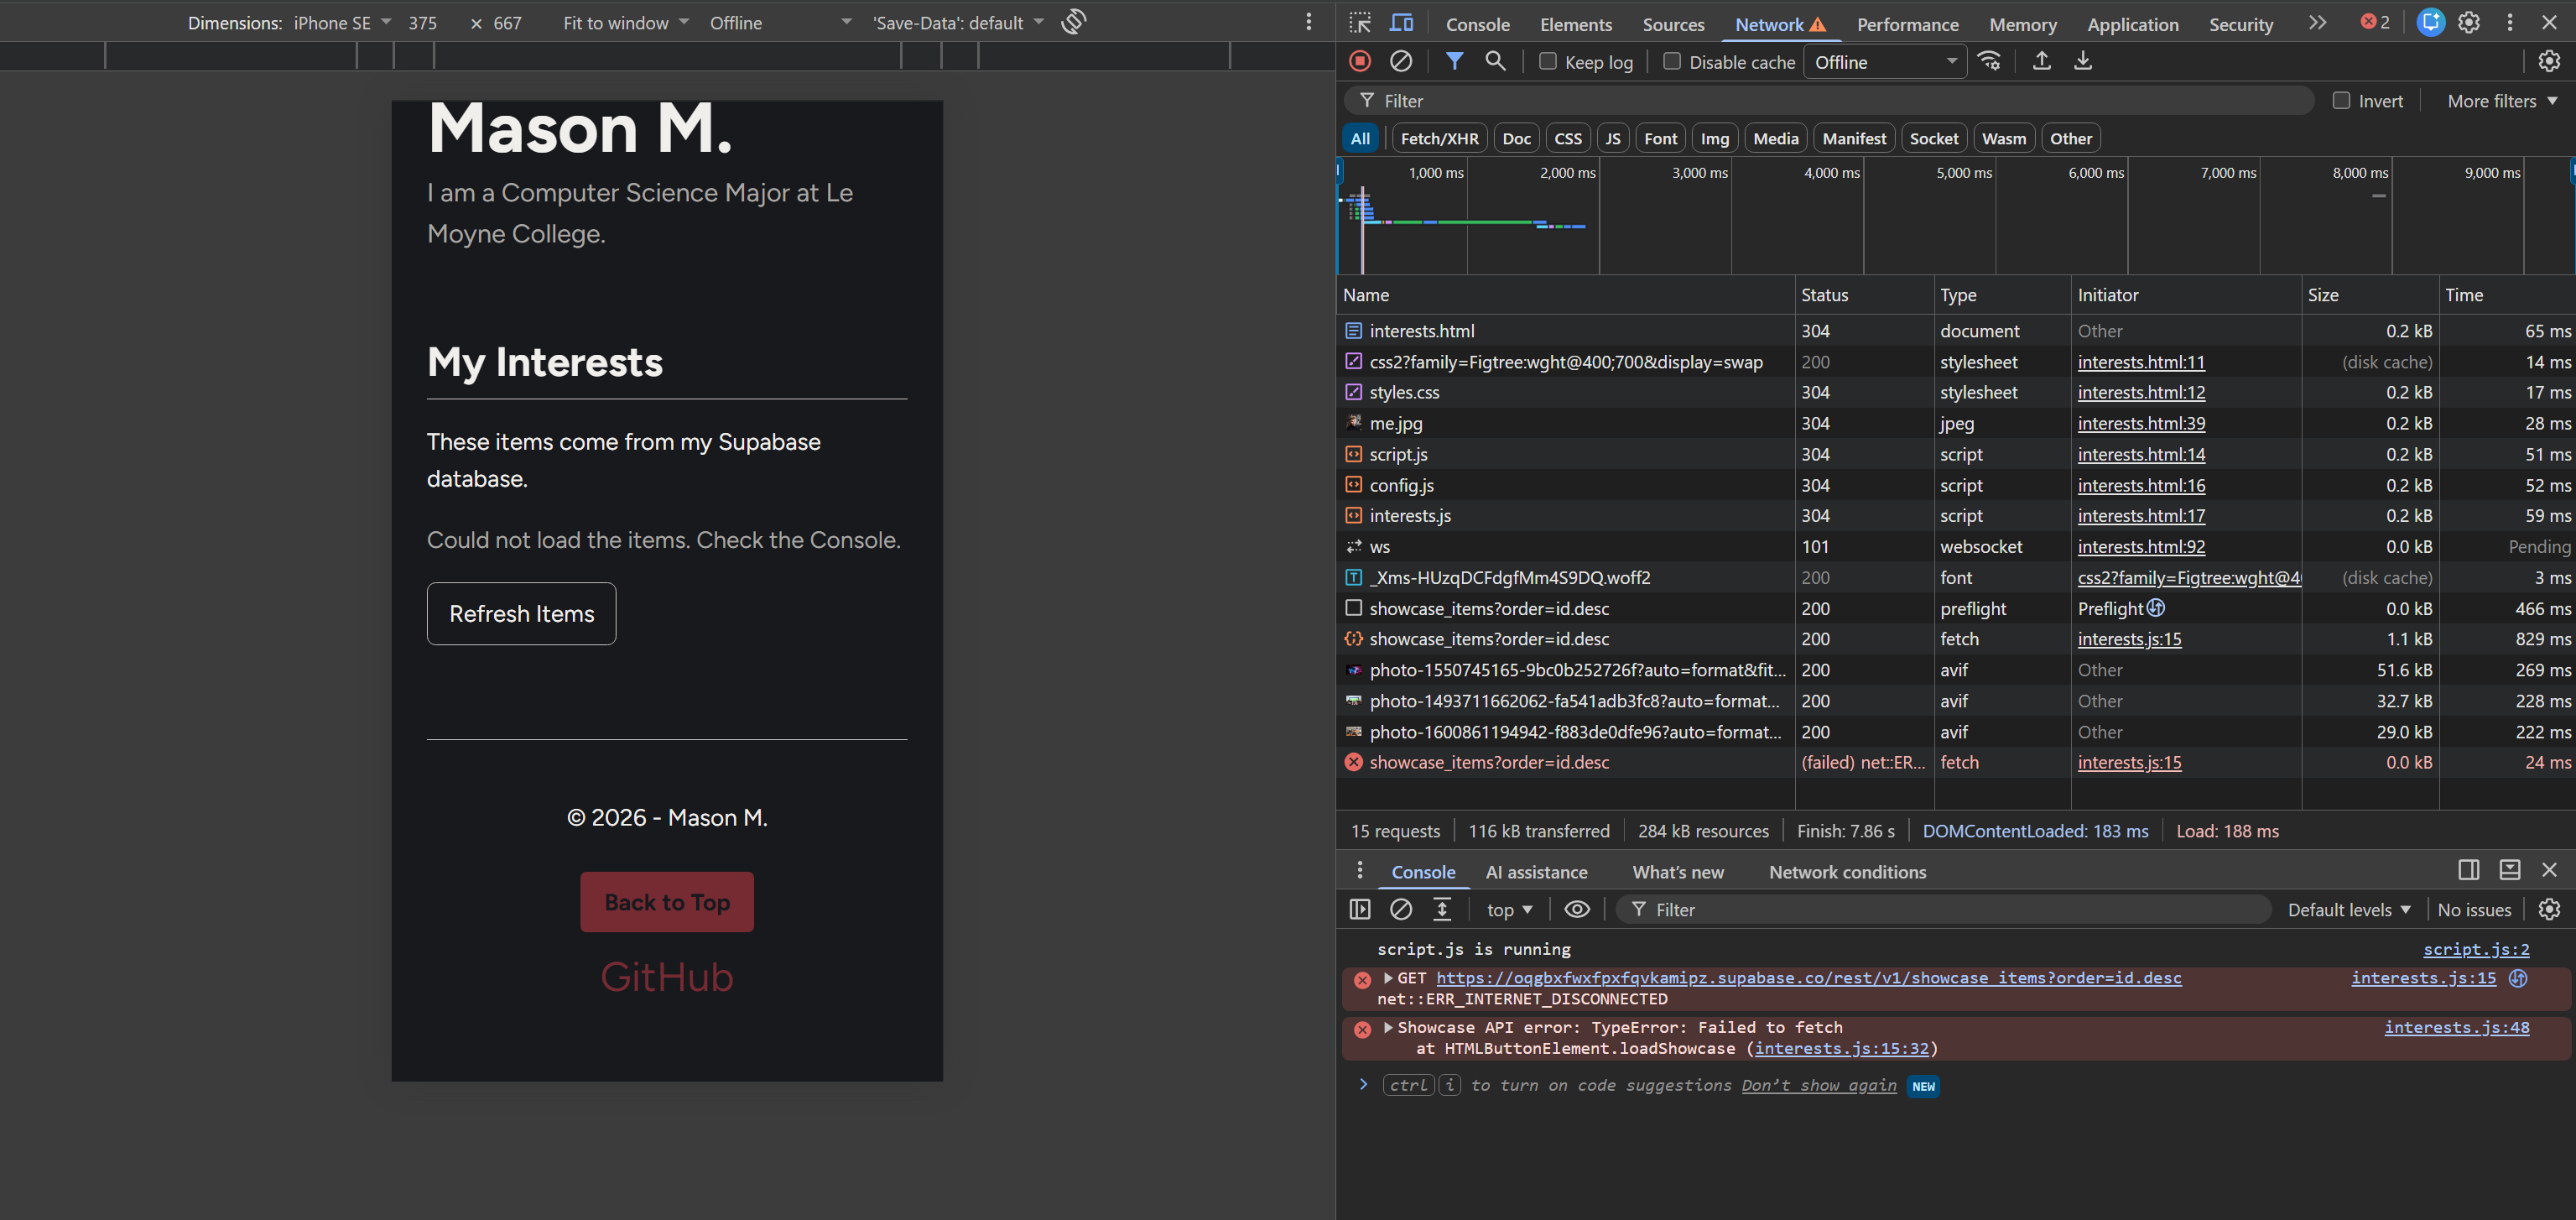 Dimensions: iPhone SE 375 × 667 Fit to window Offline 'Save-Data': default
Mason M.
I am a Computer Science Major at Le
Moyne College.
My Interests
These items come from my Supabase
database.
Could not load the items. Check the Console.
Refresh Items
© 2026 - Mason M.
Back to Top
GitHub
Console Elements Sources Network Performance Memory Application Security 2
Keep log Disable cache Offline
Filter Invert More filters
All Fetch/XHR Doc CSS JS Font Img Media Manifest Socket Wasm Other
1,000 ms 2,000 ms 3,000 ms 4,000 ms 5,000 ms 6,000 ms 7,000 ms 8,000 ms 9,000 ms
Name Status Type Initiator Size Time
interests.html 304 document Other 0.2 kB 65 ms
css2?family=Figtree:wght@400;700&display=swap 200 stylesheet interests.html:11 (disk cache) 14 ms
styles.css 304 stylesheet interests.html:12 0.2 kB 17 ms
me.jpg 304 jpeg interests.html:39 0.2 kB 28 ms
script.js 304 script interests.html:14 0.2 kB 51 ms
config.js 304 script interests.html:16 0.2 kB 52 ms
interests.js 304 script interests.html:17 0.2 kB 59 ms
ws 101 websocket interests.html:92 0.0 kB Pending
_Xms-HUzqDCFdgfMm4S9DQ.woff2 200 font css2?family=Figtree:wght@4 (disk cache) 3 ms
showcase_items?order=id.desc 200 preflight Preflight 0.0 kB 466 ms
showcase_items?order=id.desc 200 fetch interests.js:15 1.1 kB 829 ms
photo-1550745165-9bc0b252726f?auto=format&fit... 200 avif Other 51.6 kB 269 ms
photo-1493711662062-fa541adb3fc8?auto=format... 200 avif Other 32.7 kB 228 ms
photo-1600861194942-f883de0dfe96?auto=format... 200 avif Other 29.0 kB 222 ms
showcase_items?order=id.desc (failed) net::ER... fetch interests.js:15 0.0 kB 24 ms
15 requests 116 kB transferred 284 kB resources Finish: 7.86 s DOMContentLoaded: 183 ms Load: 188 ms
Console AI assistance What's new Network conditions
top Filter Default levels No issues
script.js is running script.js:2
GET https://oqgbxfwxfpxfqvkamipz.supabase.co/rest/v1/showcase_items?order=id.desc interests.js:15
net::ERR_INTERNET_DISCONNECTED
Showcase API error: TypeError: Failed to fetch interests.js:48
at HTMLButtonElement.loadShowcase (interests.js:15:32)
ctrl i to turn on code suggestions Don't show again NEW